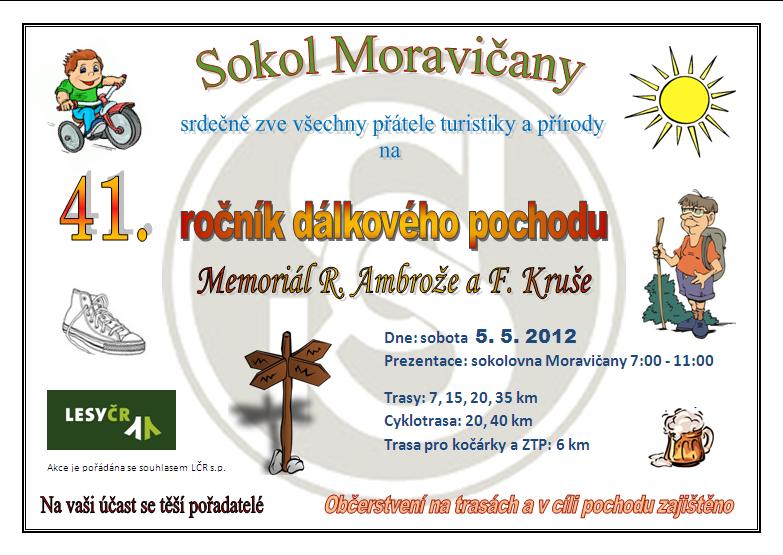 Sokol Moravičany
srdečně zve všechny přátele turistiky a přírody
na
41. ročník dálkového pochodu
Memoriál R. Ambrože a F. Kruše
Dne: sobota 5. 5. 2012
Prezentace: sokolovna Moravičany 7:00 - 11:00
Trasy: 7, 15, 20, 35 km
Cyklotrasa: 20, 40 km
Trasa pro kočárky a ZTP: 6 km
LESY ČR
Akce je pořádána se souhlasem LČR s.p.
Na vaši účast se těší pořadatelé
Občerstvení na trasách a v cíli pochodu zajištěno